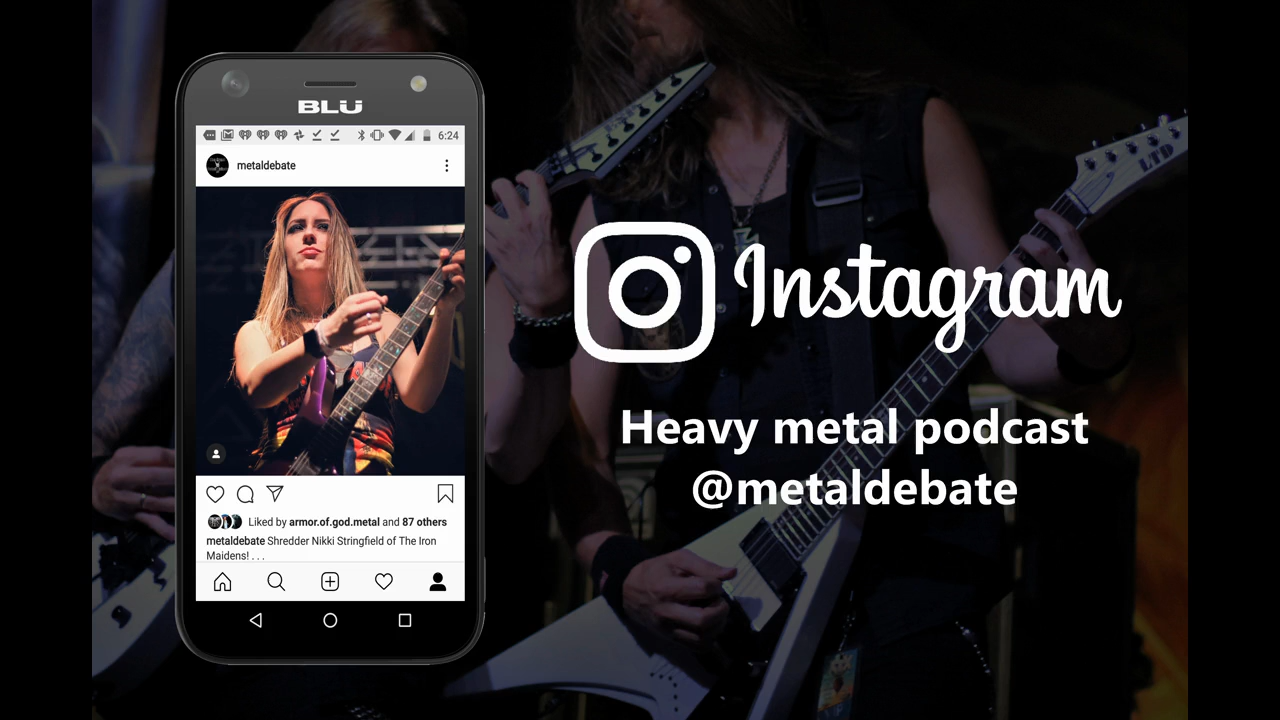 BLU
6:24
metaldebate
Liked by armor.of.god.metal and 87 others
metaldebate Shredder Nikki Stringfield of The Iron
Maidens! . . .
Instagram
Heavy metal podcast
@metaldebate
LTD